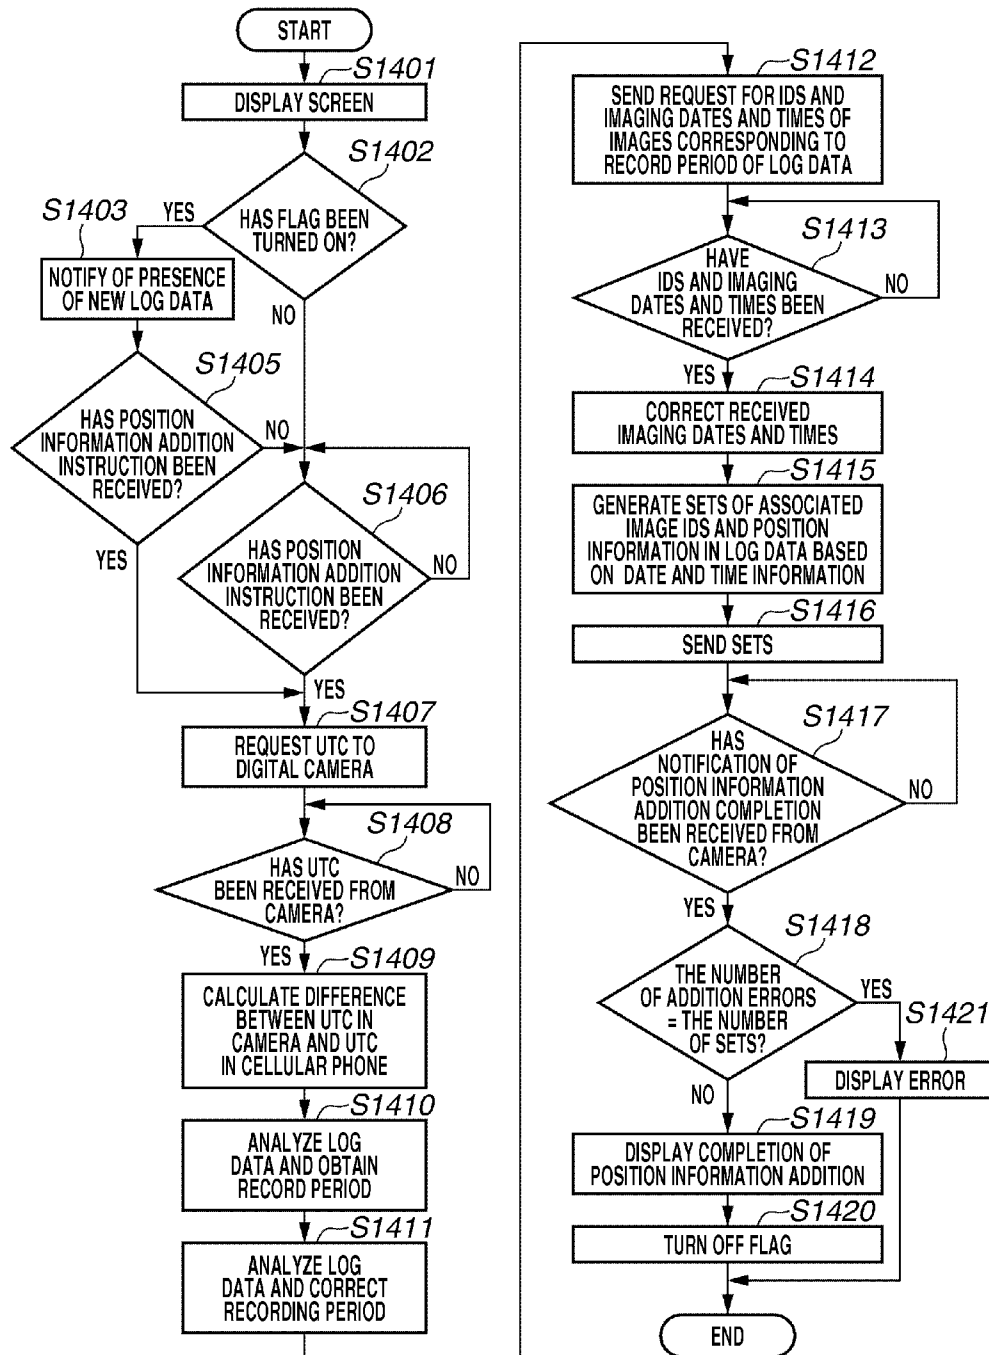 START
S1401
DISPLAY SCREEN
S1402
HAS FLAG BEEN
TURNED ON?
YES
NO
S1403
NOTIFY OF PRESENCE
OF NEW LOG DATA
S1405
HAS POSITION
INFORMATION ADDITION
INSTRUCTION BEEN
RECEIVED?
NO
YES
S1406
HAS POSITION
INFORMATION ADDITION
INSTRUCTION BEEN
RECEIVED?
NO
YES
S1407
REQUEST UTC TO
DIGITAL CAMERA
S1408
HAS UTC
BEEN RECEIVED FROM
CAMERA?
NO
YES
S1409
CALCULATE DIFFERENCE
BETWEEN UTC IN
CAMERA AND UTC
IN CELLULAR PHONE
S1410
ANALYZE LOG
DATA AND OBTAIN
RECORD PERIOD
S1411
ANALYZE LOG
DATA AND CORRECT
RECORDING PERIOD
S1412
SEND REQUEST FOR IDS AND
IMAGING DATES AND TIMES OF
IMAGES CORRESPONDING TO
RECORD PERIOD OF LOG DATA
S1413
HAVE
IDS AND IMAGING
DATES AND TIMES BEEN
RECEIVED?
NO
YES
S1414
CORRECT RECEIVED
IMAGING DATES AND TIMES
S1415
GENERATE SETS OF ASSOCIATED
IMAGE IDS AND POSITION
INFORMATION IN LOG DATA BASED
ON DATE AND TIME INFORMATION
S1416
SEND SETS
S1417
HAS
NOTIFICATION OF
POSITION INFORMATION
ADDITION COMPLETION
BEEN RECEIVED FROM
CAMERA?
NO
YES
S1418
THE NUMBER
OF ADDITION ERRORS
= THE NUMBER
OF SETS?
YES
NO
S1421
DISPLAY ERROR
S1419
DISPLAY COMPLETION OF
POSITION INFORMATION ADDITION
S1420
TURN OFF FLAG
END